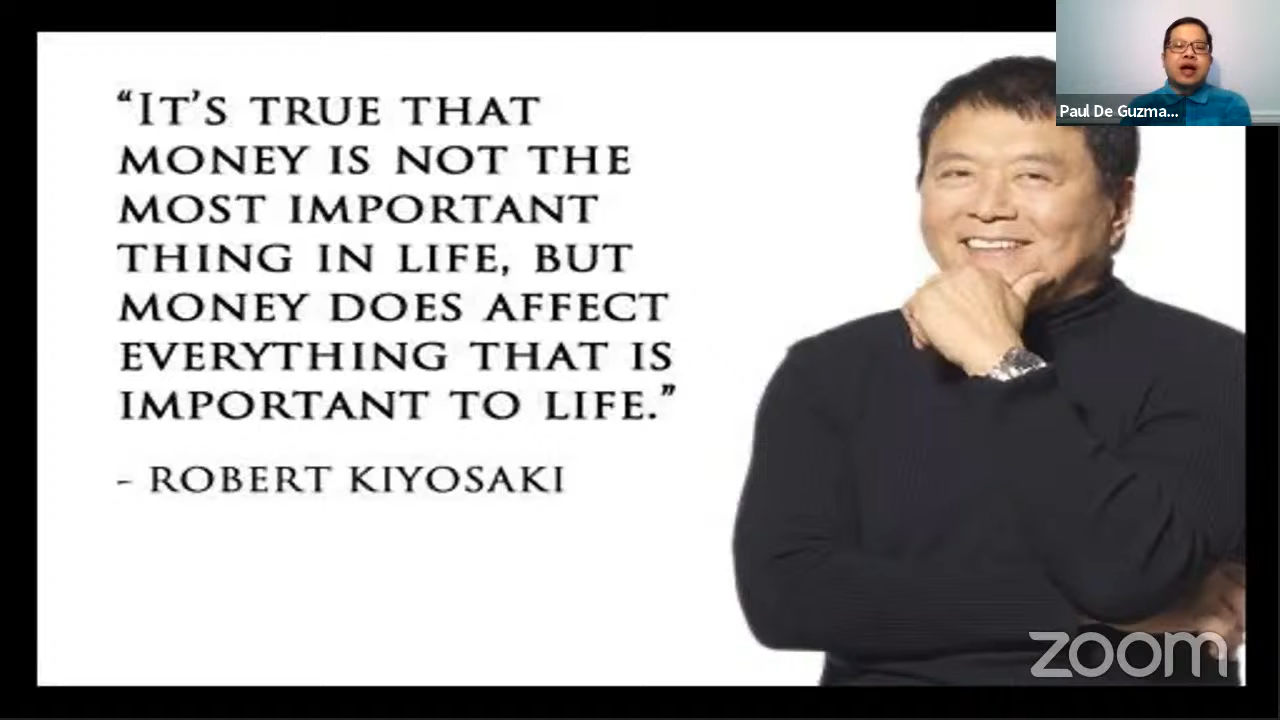 “IT’S TRUE THAT
MONEY IS NOT THE
MOST IMPORTANT
THING IN LIFE, BUT
MONEY DOES AFFECT
EVERYTHING THAT IS
IMPORTANT TO LIFE.”
- ROBERT KIYOSAKI
Paul De Guzma...
zoom